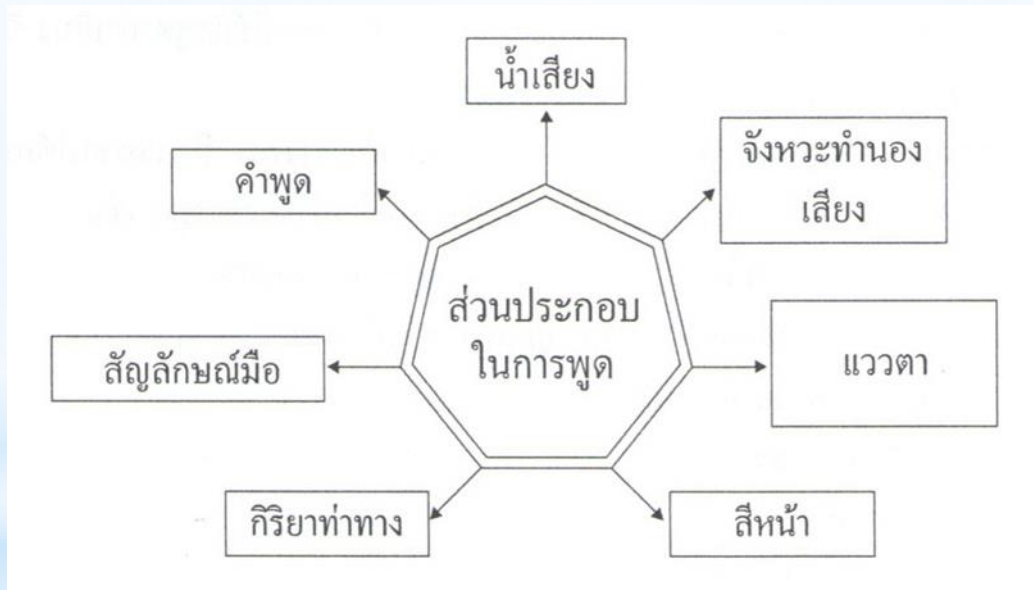 น้ำเสียง
จังหวะทำนอง
เสียง
คำพูด
ส่วนประกอบ
ในการพูด
แววตา
สัญลักษณ์มือ
กิริยาท่าทาง
สีหน้า